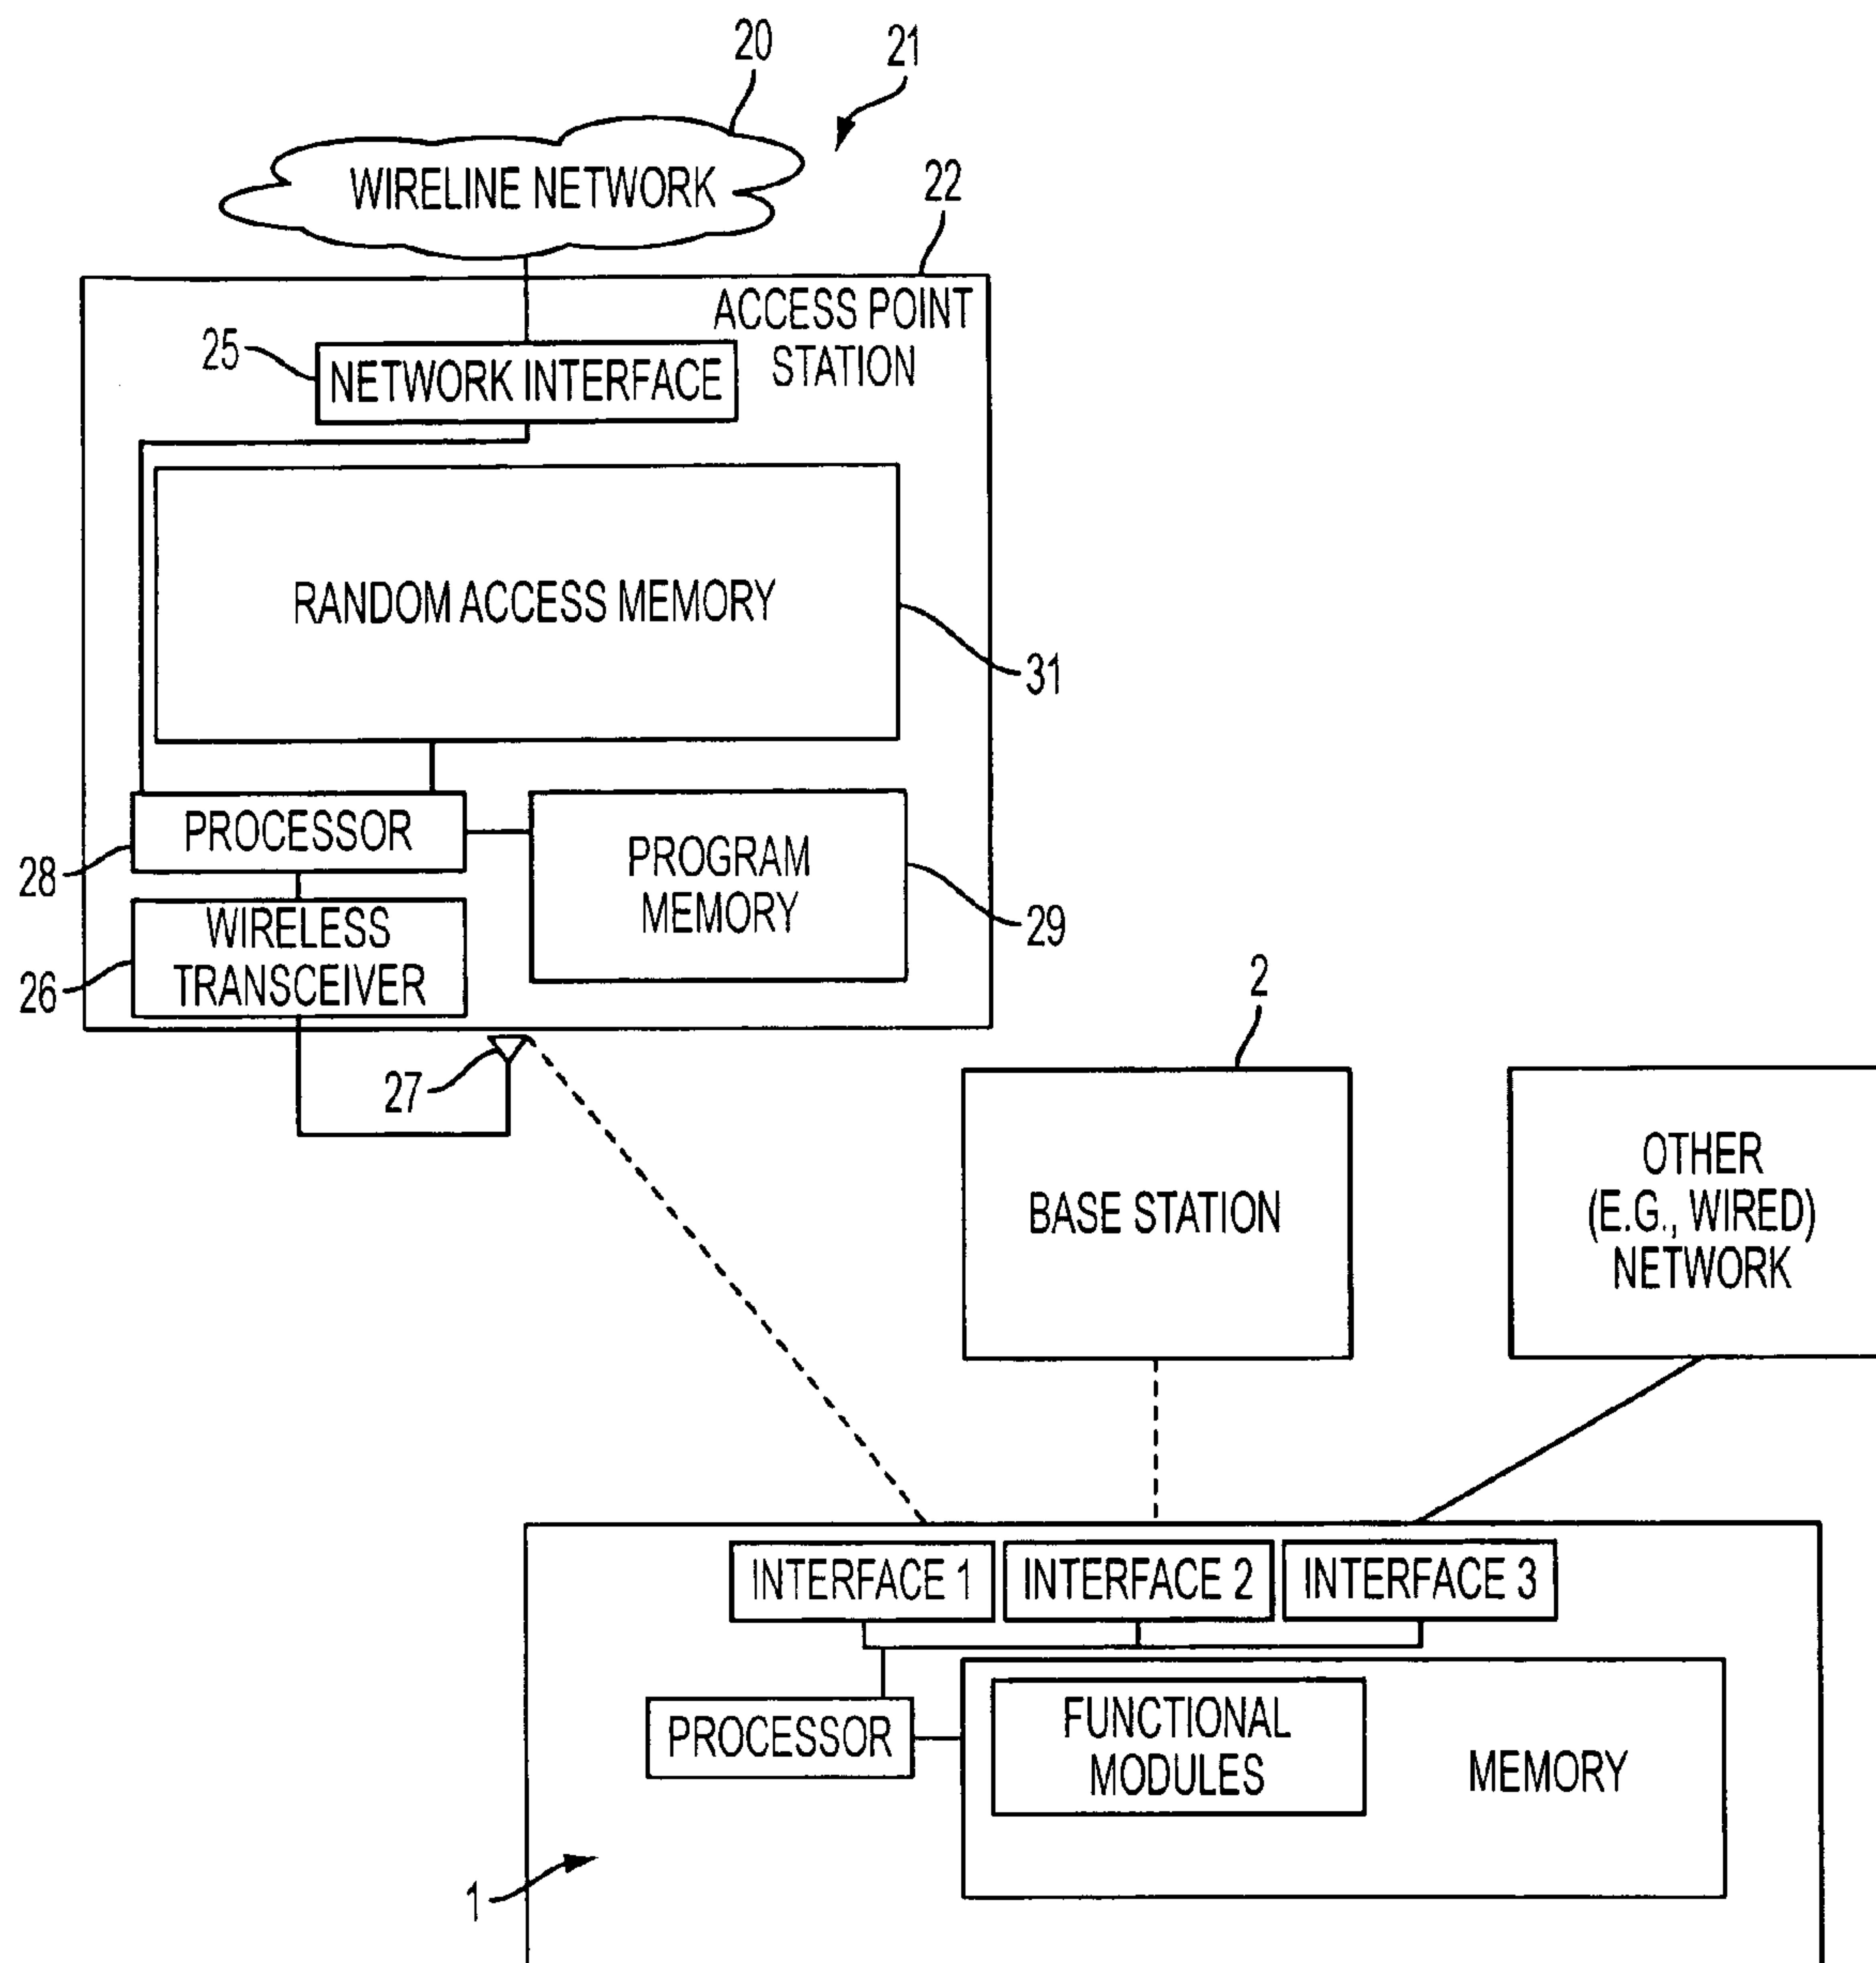 20
21
WIRELINE NETWORK
22
ACCESS POINT
STATION
25
NETWORK INTERFACE
RANDOM ACCESS MEMORY
31
PROCESSOR
28
PROGRAM
MEMORY
29
WIRELESS
TRANSCEIVER
26
27
2
BASE STATION
OTHER
(E.G., WIRED)
NETWORK
INTERFACE 1
INTERFACE 2
INTERFACE 3
PROCESSOR
FUNCTIONAL
MODULES
MEMORY
1